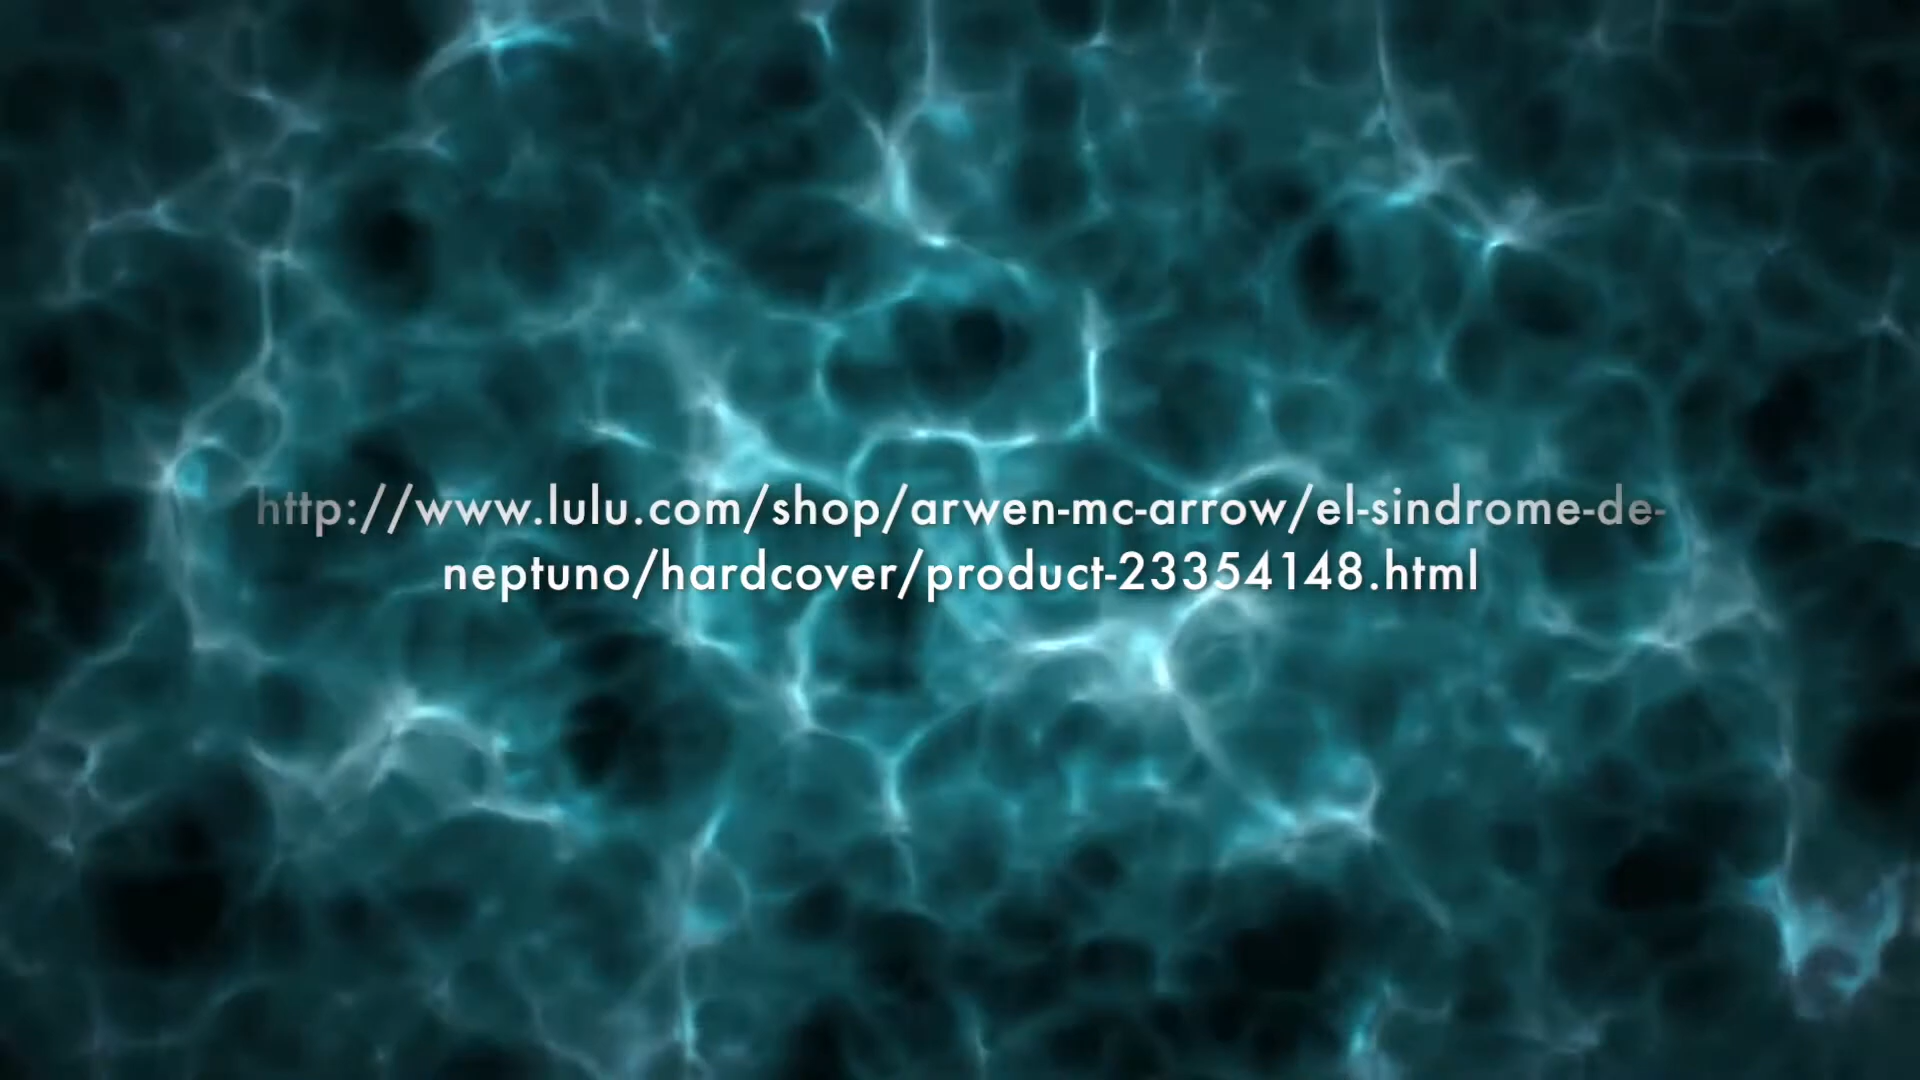 http://www.lulu.com/shop/arwen-mc-arrow/el-sindrome-de-
neptuno/hardcover/product-23354148.html